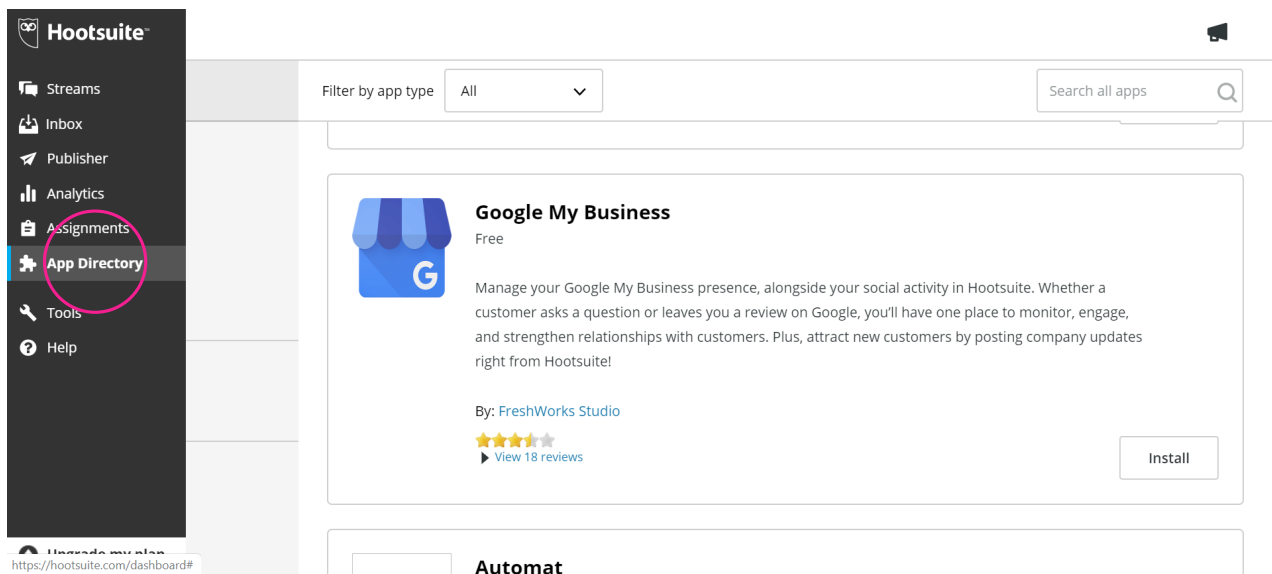 Hootsuite™
Streams
Inbox
Publisher
Analytics
Assignments
App Directory
Tools
Help
Upgrade my plan
https://hootsuite.com/dashboard#
Filter by app type
All
Search all apps
Google My Business
Free
Manage your Google My Business presence, alongside your social activity in Hootsuite. Whether a
customer asks a question or leaves you a review on Google, you’ll have one place to monitor, engage,
and strengthen relationships with customers. Plus, attract new customers by posting company updates
right from Hootsuite!
By: FreshWorks Studio
View 18 reviews
Install
G
Automat